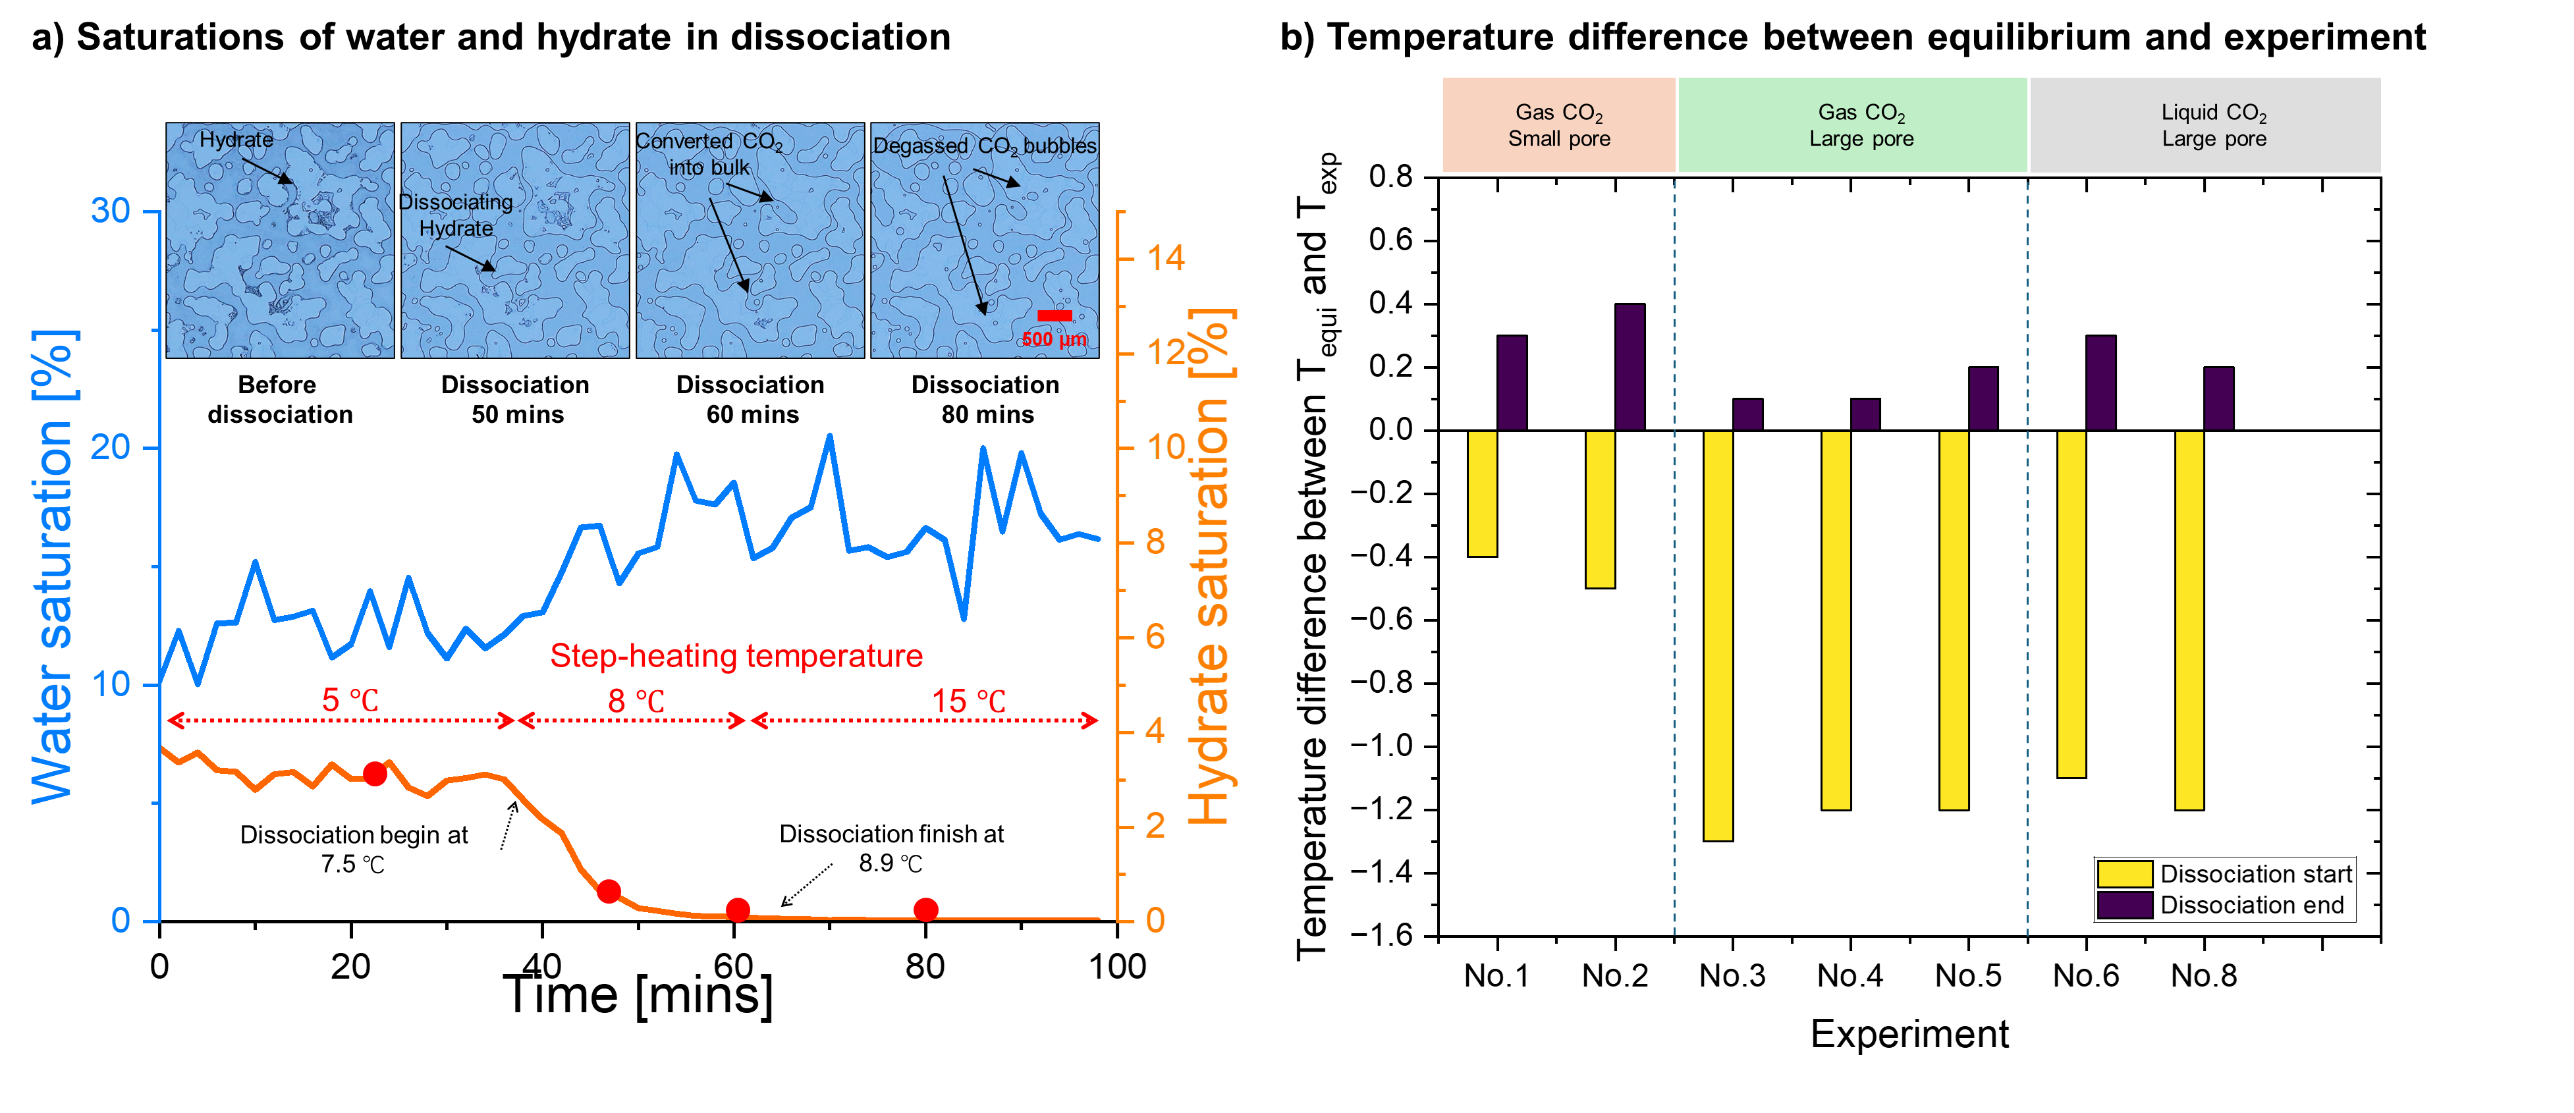 a) Saturations of water and hydrate in dissociation
Hydrate
Dissociating
Hydrate
Converted CO₂
into bulk
Degassed CO₂ bubbles
500 μm
Before
dissociation
Dissociation
50 mins
Dissociation
60 mins
Dissociation
80 mins
Water saturation [%]
30
20
10
0
Step-heating temperature
5 ℃
8 ℃
15 ℃
Dissociation begin at
7.5 ℃
Dissociation finish at
8.9 ℃
Hydrate saturation [%]
14
12
10
8
6
4
2
0
0 20 40 60 80 100
Time [mins]
b) Temperature difference between equilibrium and experiment
Gas CO₂
Small pore
Gas CO₂
Large pore
Liquid CO₂
Large pore
Temperature difference between T_equi and T_exp
0.8
0.6
0.4
0.2
0.0
−0.2
−0.4
−0.6
−0.8
−1.0
−1.2
−1.4
−1.6
Dissociation start
Dissociation end
No.1 No.2 No.3 No.4 No.5 No.6 No.8
Experiment